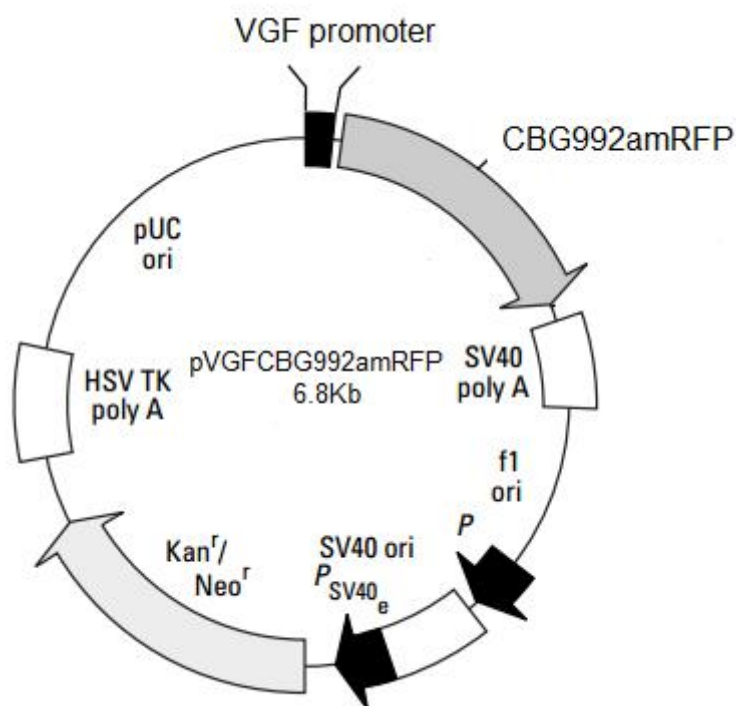 VGF promoter
CBG992amRFP
pUC
ori
pVGFCBG992amRFP
6.8Kb
HSV TK
poly A
SV40
poly A
f1
ori
P
SV40 ori
P SV40 e
Kanr/
Neor